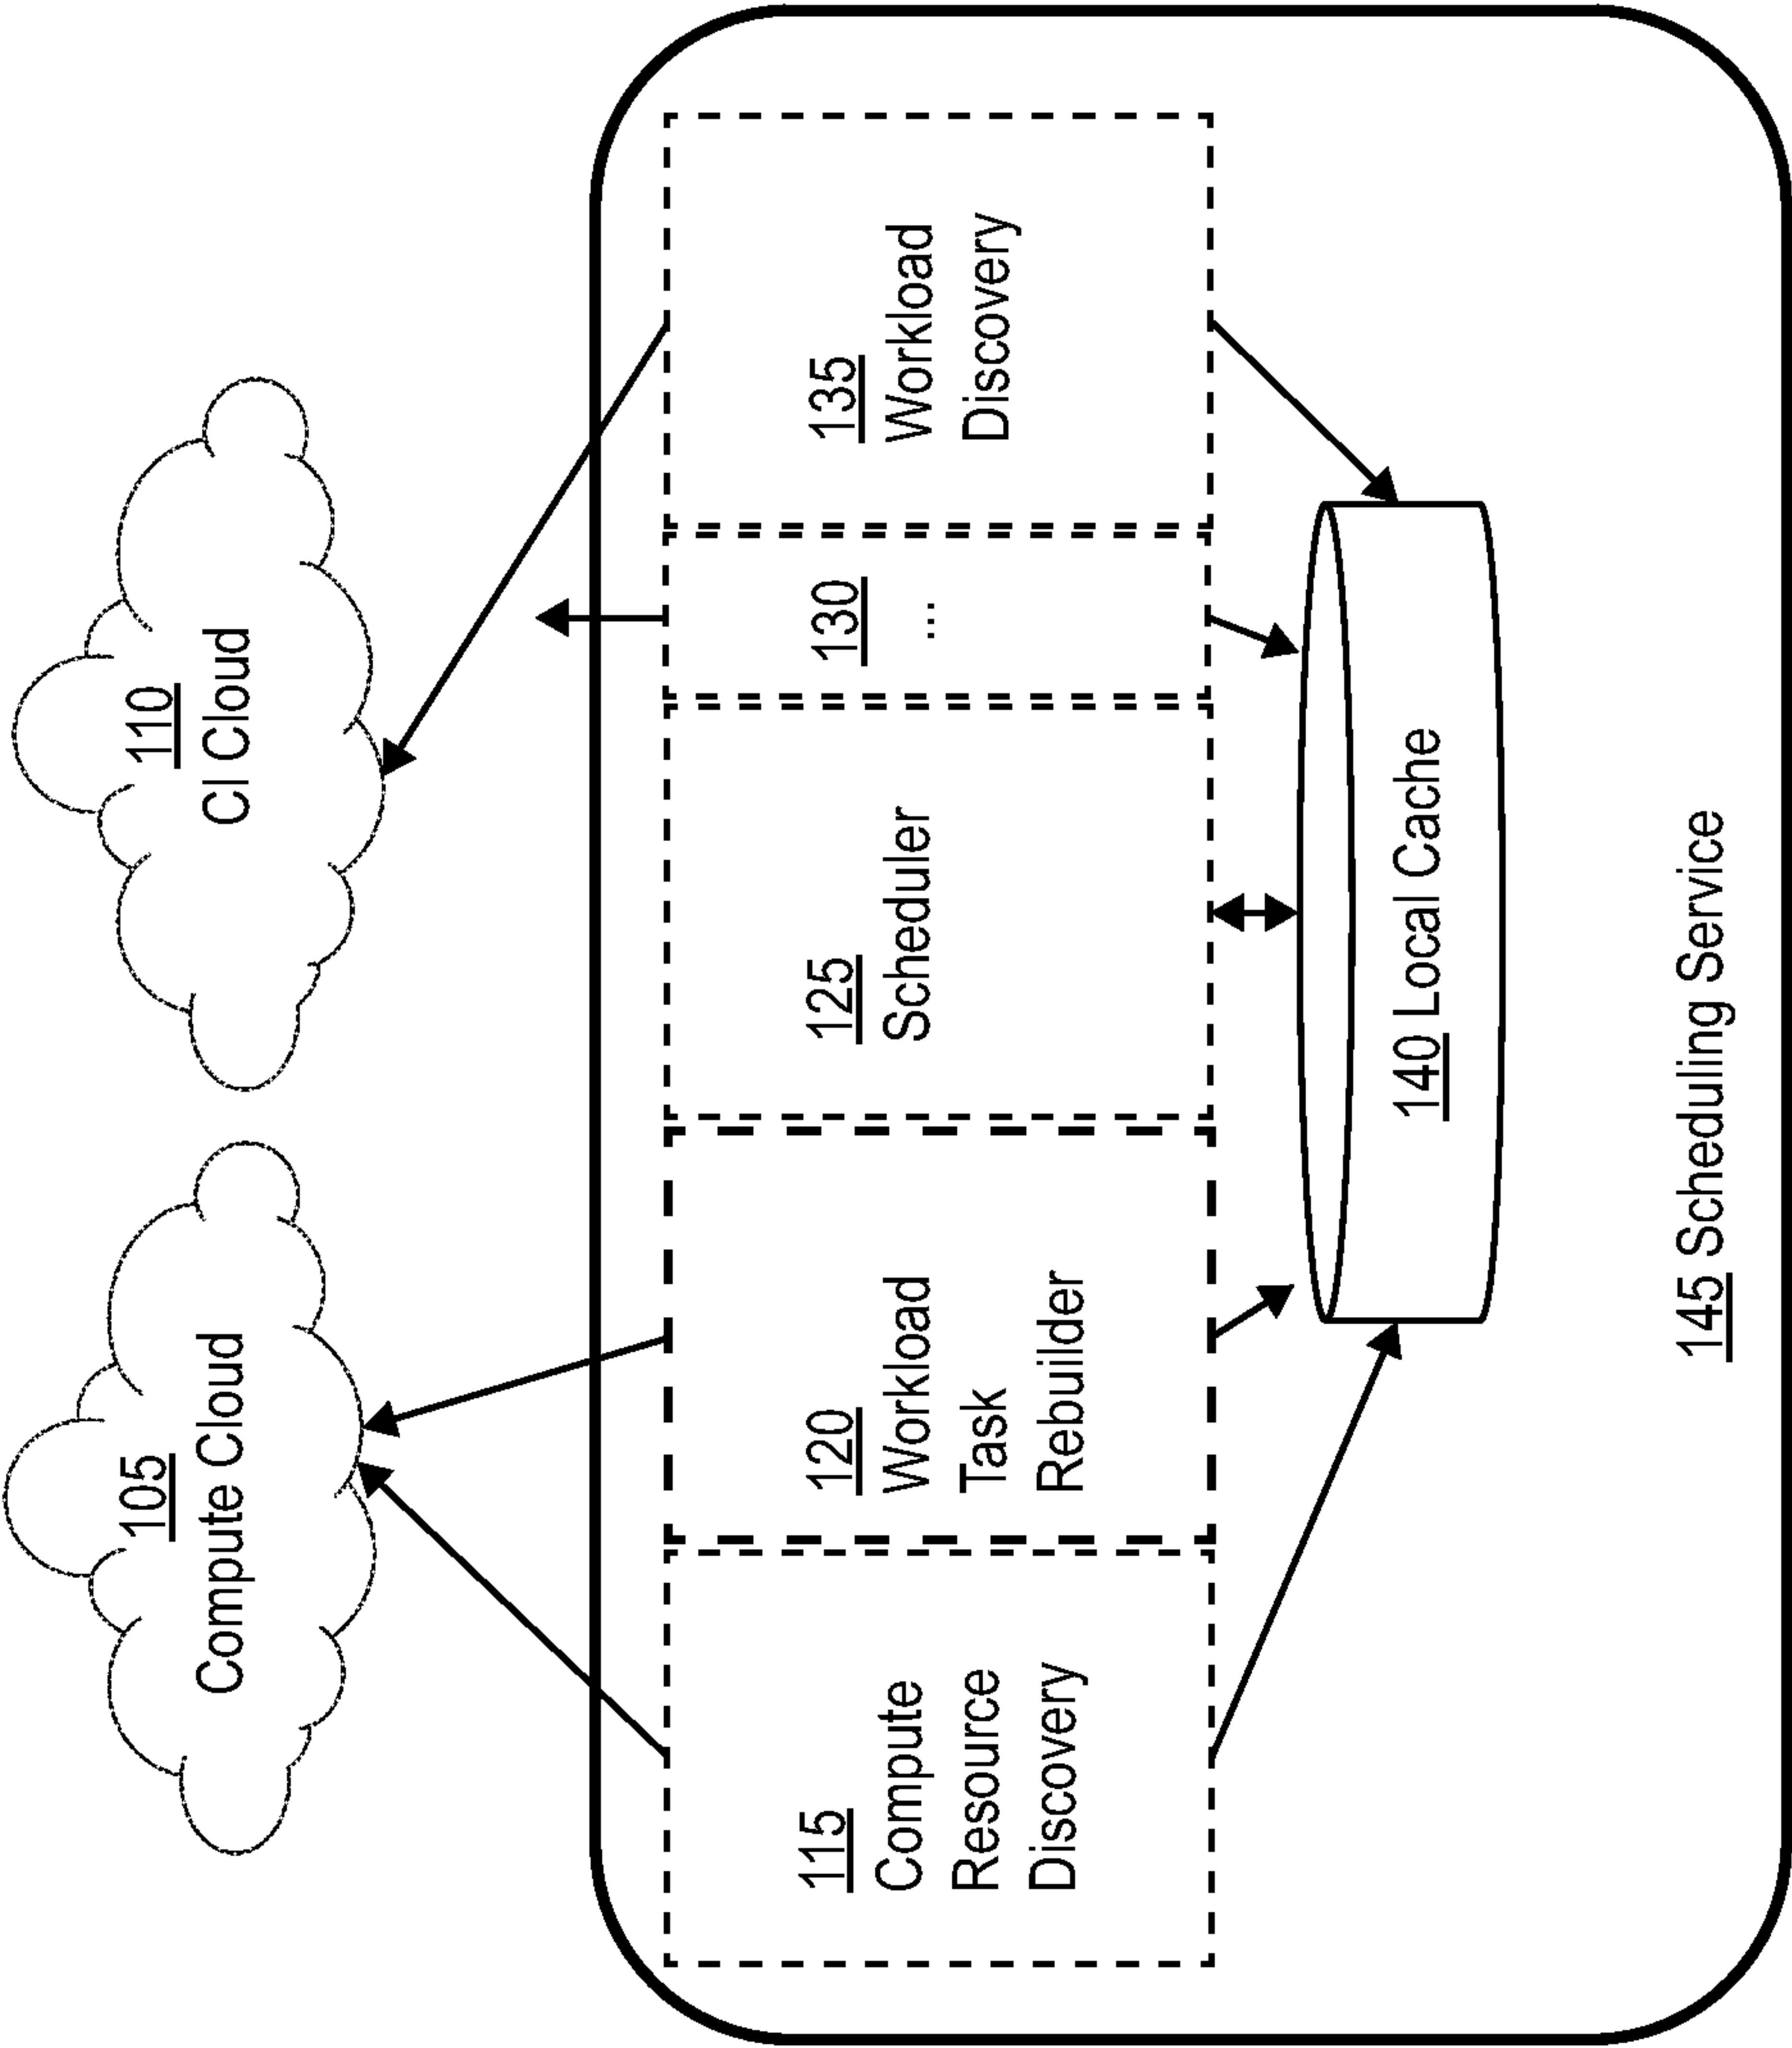 105
Compute Cloud
110
CI Cloud
115
Compute
Resource
Discovery
120
Workload
Task
Rebuilder
125
Scheduler
130
...
135
Workload
Discovery
140 Local Cache
145 Scheduling Service